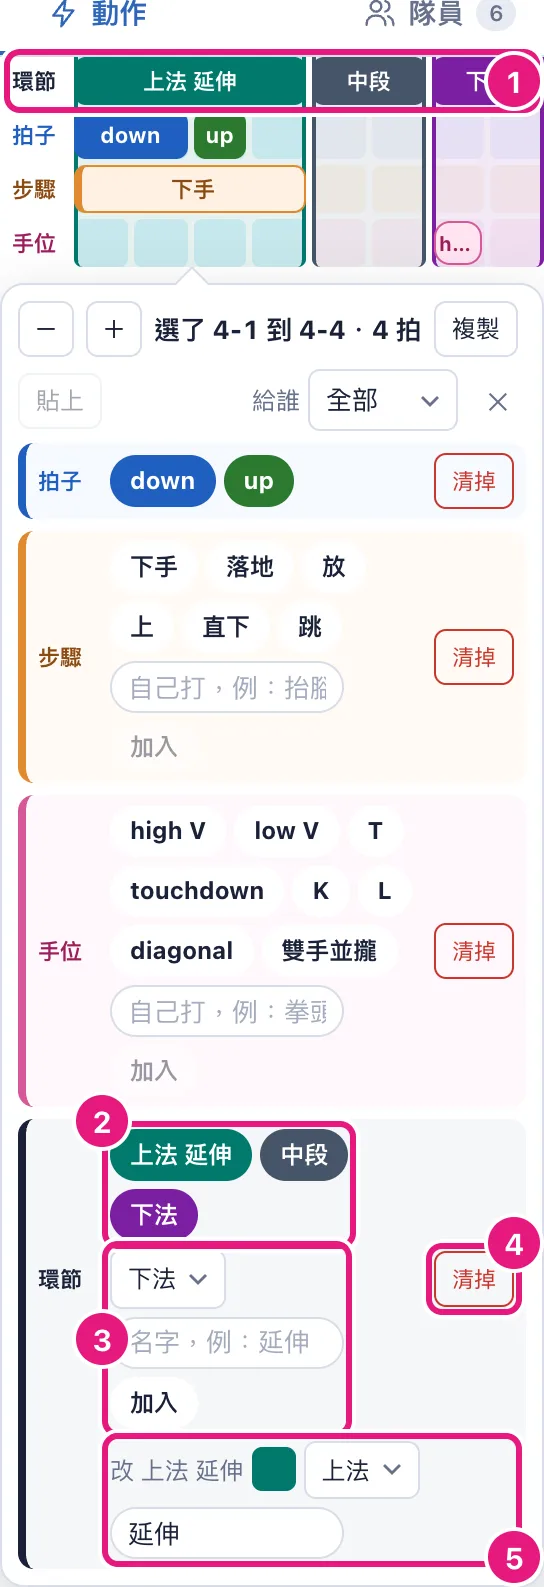 動作 隊員 6
環節 上法 延伸 中段 下 1
拍子 down up
步驟 下手
手位 h...
− + 選了 4-1 到 4-4 · 4 拍 複製
貼上 給誰 全部 ×
拍子 down up 清掉
下手 落地 放
上 直下 跳
步驟 清掉
自己打，例：抬腳
加入
high V low V T
touchdown K L
手位 diagonal 雙手並攏 清掉
自己打，例：拳頭
加入
2
上法 延伸 中段
下法
4
環節 下法 清掉
3 名字，例：延伸
加入
改 上法 延伸 上法
延伸
5